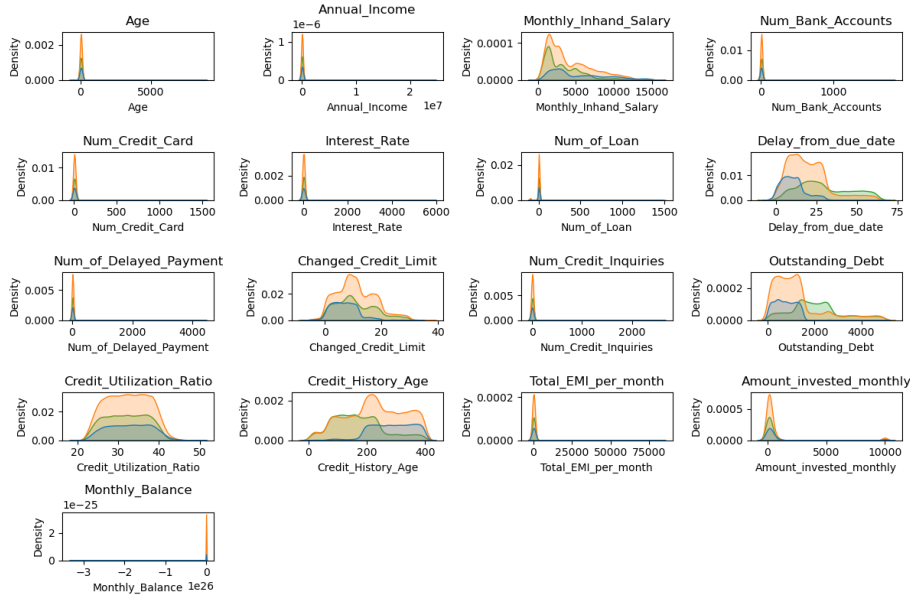 Age
Density
0.002
0.000
0
5000
Age
Annual_Income
1e−6
Density
1.0
0.5
0.0
0
1
2
1e7
Annual_Income
Monthly_Inhand_Salary
Density
0.0001
0.0000
0
5000
10000
15000
Monthly_Inhand_Salary
Num_Bank_Accounts
Density
0.01
0.00
0
1000
Num_Bank_Accounts
Num_Credit_Card
Density
0.01
0.00
0
500
1000
1500
Num_Credit_Card
Interest_Rate
Density
0.002
0.000
0
2000
4000
6000
Interest_Rate
Num_of_Loan
Density
0.02
0.00
0
500
1000
1500
Num_of_Loan
Delay_from_due_date
Density
0.01
0.00
0
25
50
75
Delay_from_due_date
Num_of_Delayed_Payment
Density
0.005
0.000
0
2000
4000
Num_of_Delayed_Payment
Changed_Credit_Limit
Density
0.02
0.00
0
20
40
Changed_Credit_Limit
Num_Credit_Inquiries
Density
0.005
0.000
0
1000
2000
Num_Credit_Inquiries
Outstanding_Debt
Density
0.0002
0.0000
0
2000
4000
Outstanding_Debt
Credit_Utilization_Ratio
Density
0.02
0.00
20
30
40
50
Credit_Utilization_Ratio
Credit_History_Age
Density
0.002
0.000
0
100
200
300
400
Credit_History_Age
Total_EMI_per_month
Density
0.0002
0.0000
0
25000
50000
75000
Total_EMI_per_month
Amount_invested_monthly
Density
0.0005
0.0000
0
5000
10000
Amount_invested_monthly
Monthly_Balance
1e−25
Density
2
0
−3
−2
−1
0
1e26
Monthly_Balance